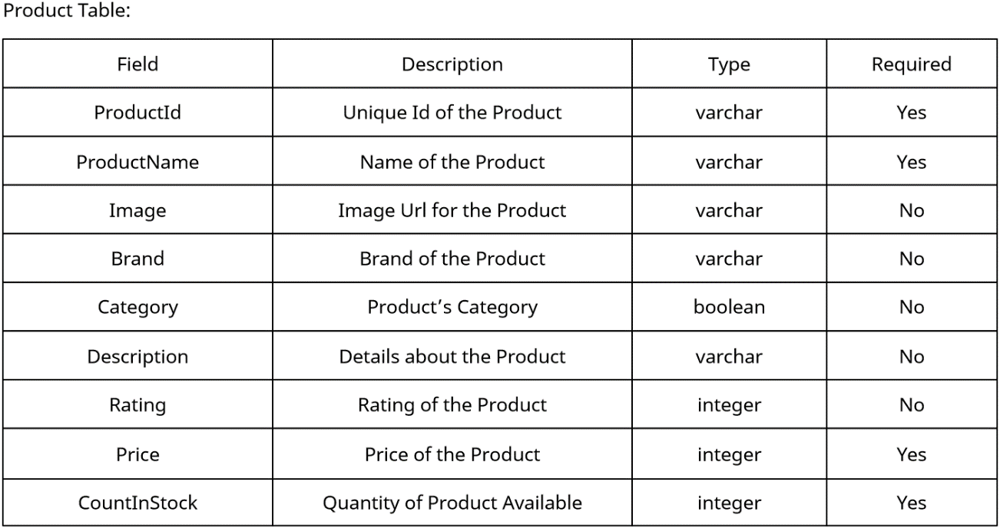 Product Table:
Field Description Type Required
ProductId Unique Id of the Product varchar Yes
ProductName Name of the Product varchar Yes
Image Image Url for the Product varchar No
Brand Brand of the Product varchar No
Category Product’s Category boolean No
Description Details about the Product varchar No
Rating Rating of the Product integer No
Price Price of the Product integer Yes
CountInStock Quantity of Product Available integer Yes